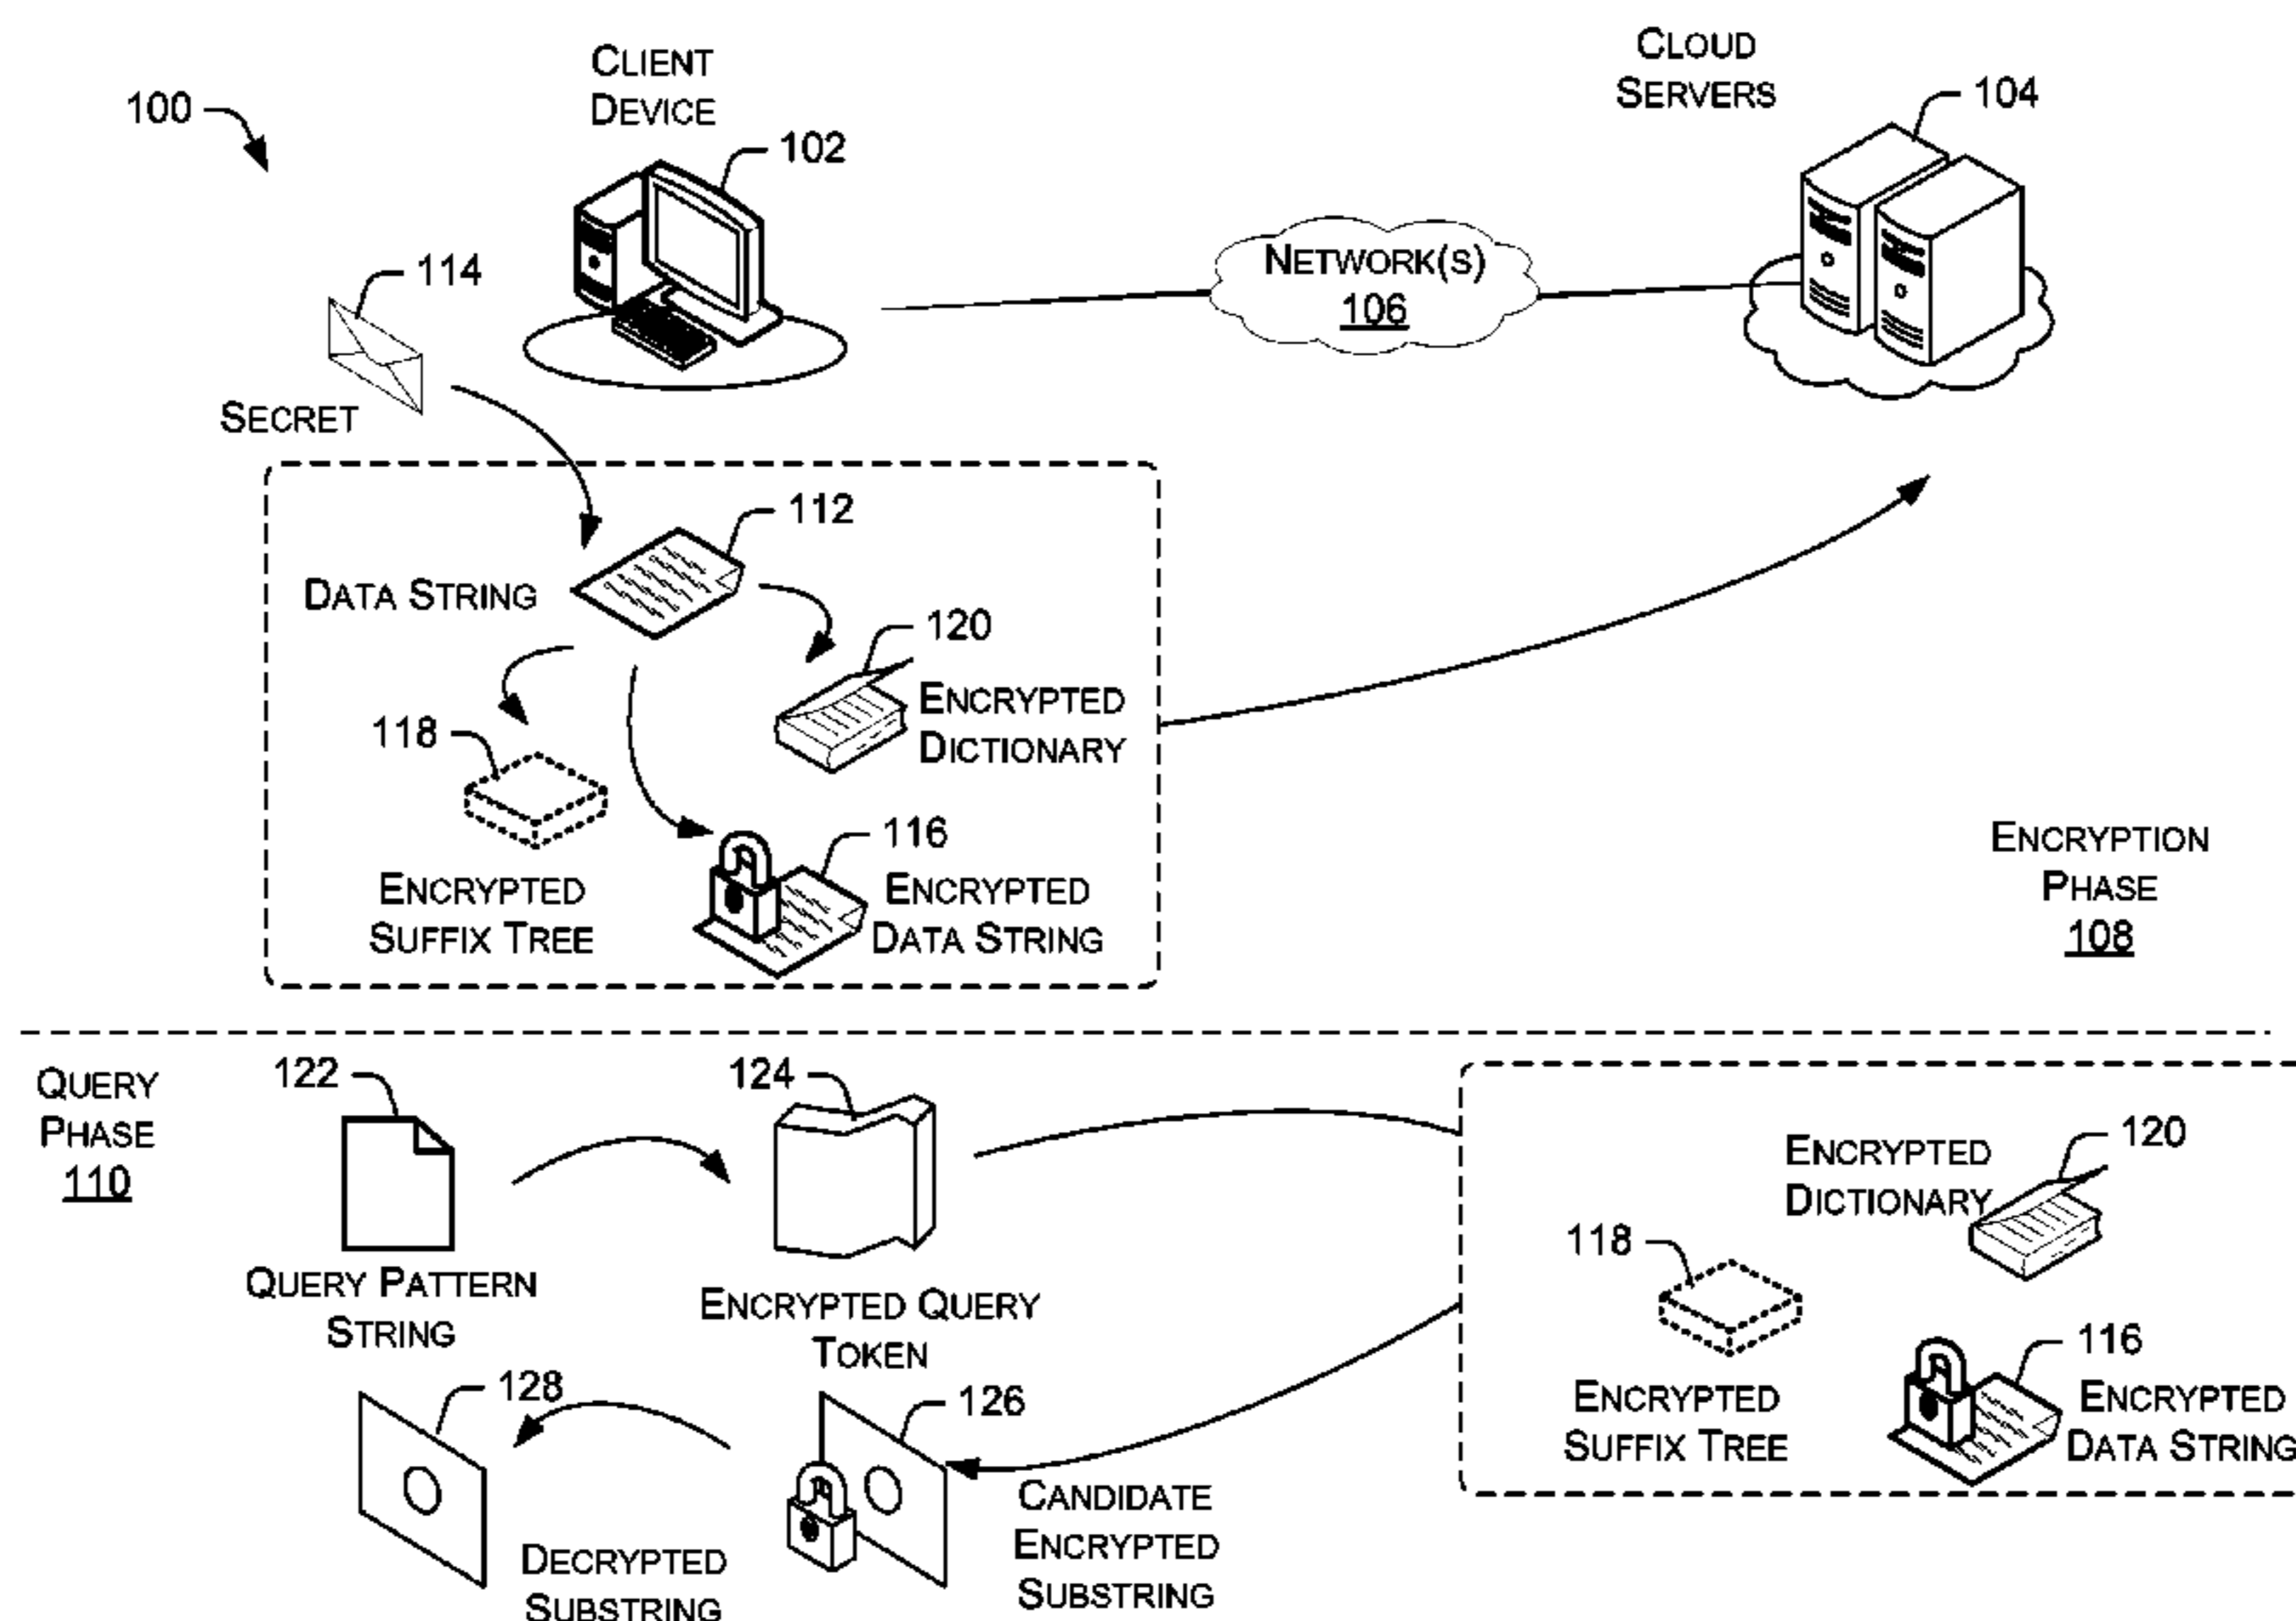 100
CLIENT
DEVICE
102
CLOUD
SERVERS
104
NETWORK(S)
106
114
SECRET
112
DATA STRING
120
ENCRYPTED
DICTIONARY
118
ENCRYPTED
SUFFIX TREE
116
ENCRYPTED
DATA STRING
ENCRYPTION
PHASE
108
QUERY
PHASE
110
122
QUERY PATTERN
STRING
124
ENCRYPTED QUERY
TOKEN
120
ENCRYPTED
DICTIONARY
118
ENCRYPTED
SUFFIX TREE
116
ENCRYPTED
DATA STRING
128
DECRYPTED
SUBSTRING
126
CANDIDATE
ENCRYPTED
SUBSTRING